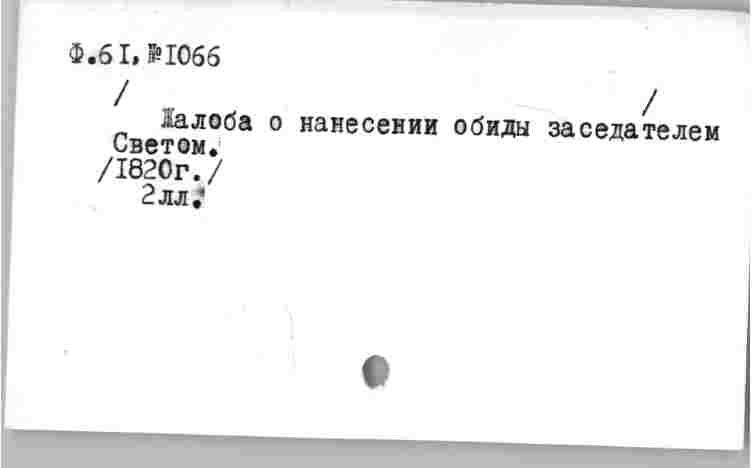 Ф.61, №1066
/ /
Жалоба о нанесении обиды заседателем
Светом.
/1820г./
2лл.